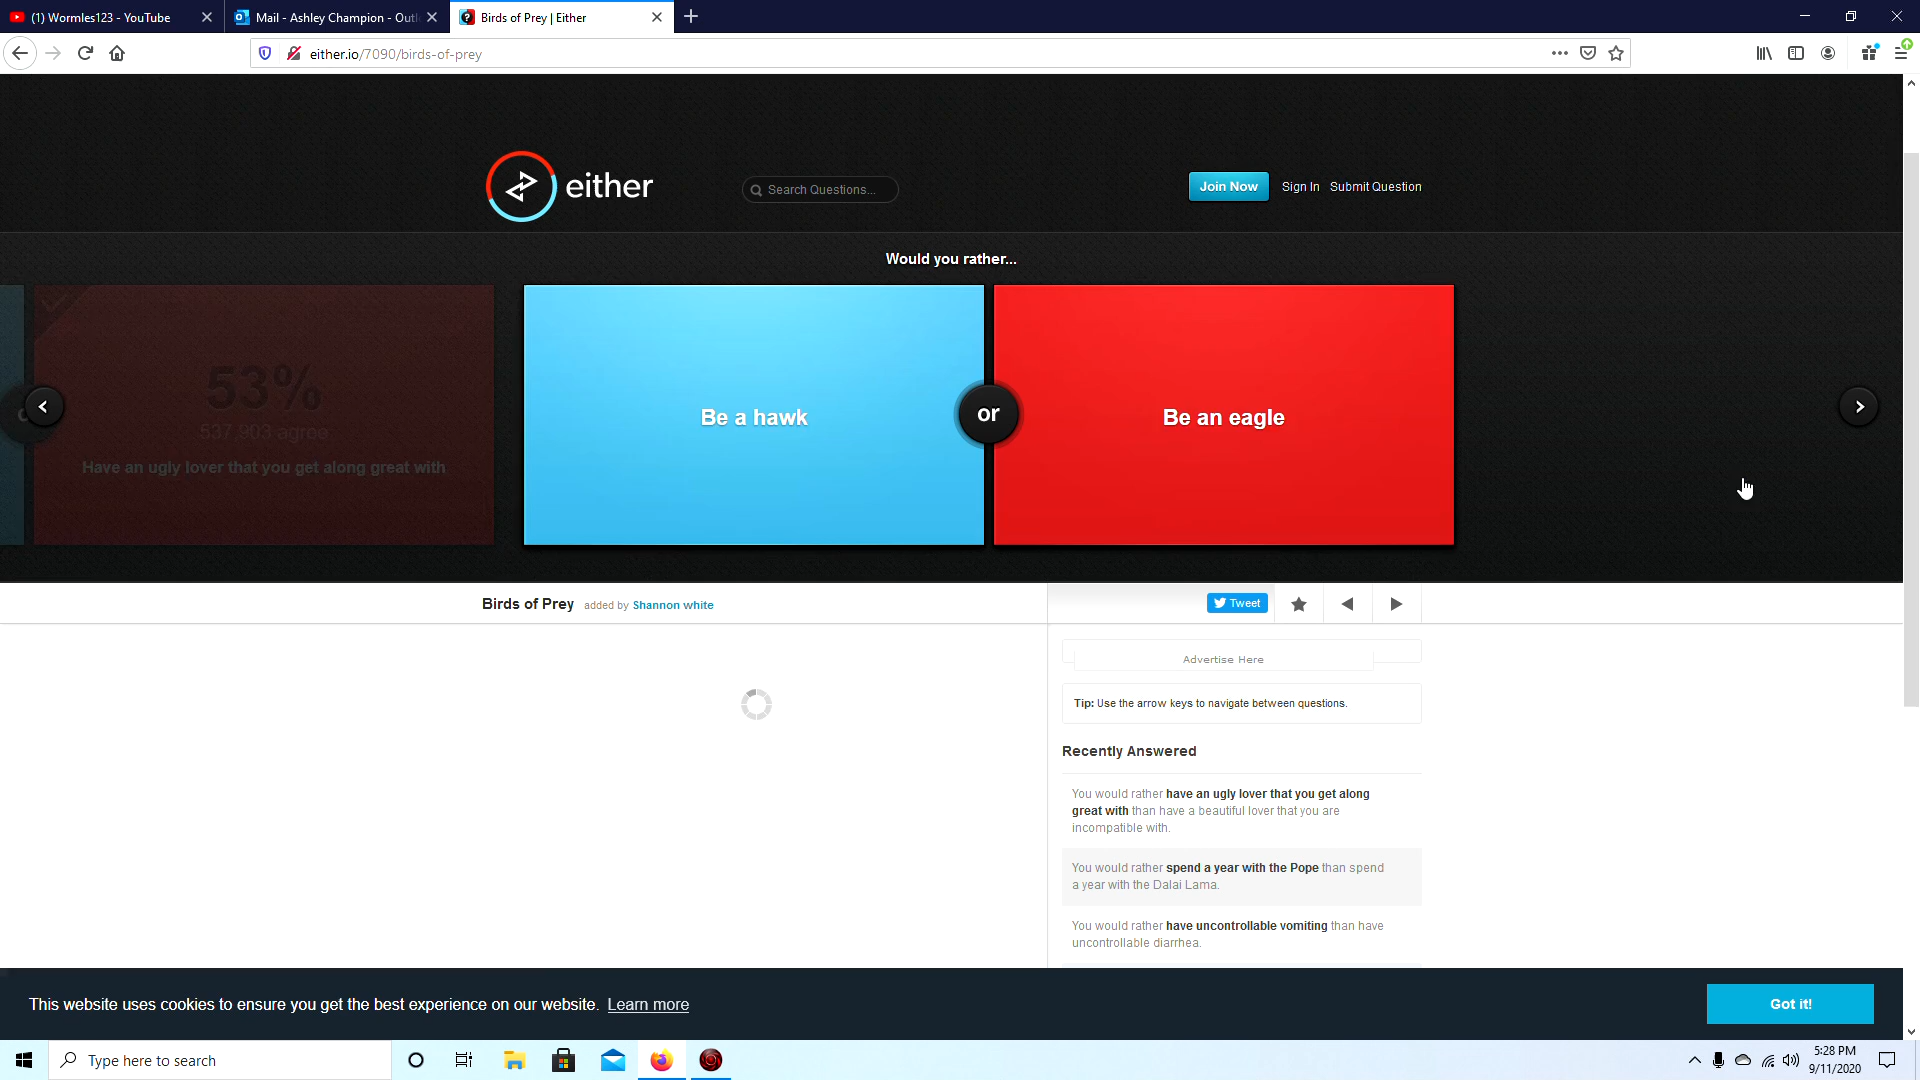 (1) Wormles123 - YouTube
Mail - Ashley Champion - Outl
Birds of Prey | Either
either.io/7090/birds-of-prey
either
Search Questions...
Join Now
Sign In
Submit Question
Would you rather...
53%
537,903 agree
Have an ugly lover that you get along great with
Be a hawk
or
Be an eagle
Birds of Prey added by Shannon white
Tweet
Advertise Here
Tip: Use the arrow keys to navigate between questions.
Recently Answered
You would rather have an ugly lover that you get along
great with than have a beautiful lover that you are
incompatible with.
You would rather spend a year with the Pope than spend
a year with the Dalai Lama.
You would rather have uncontrollable vomiting than have
uncontrollable diarrhea.
This website uses cookies to ensure you get the best experience on our website. Learn more
Got it!
Type here to search
5:28 PM
9/11/2020